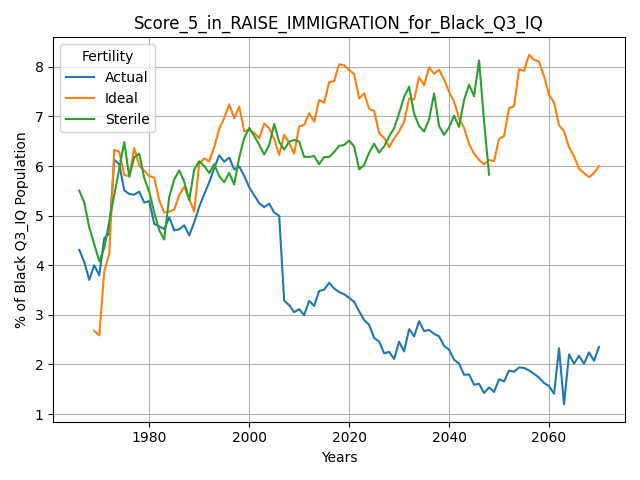 Score_5_in_RAISE_IMMIGRATION_for_Black_Q3_IQ
Fertility
Actual
Ideal
Sterile
% of Black Q3_IQ Population
8
7
6
5
4
3
2
1
1980 2000 2020 2040 2060
Years